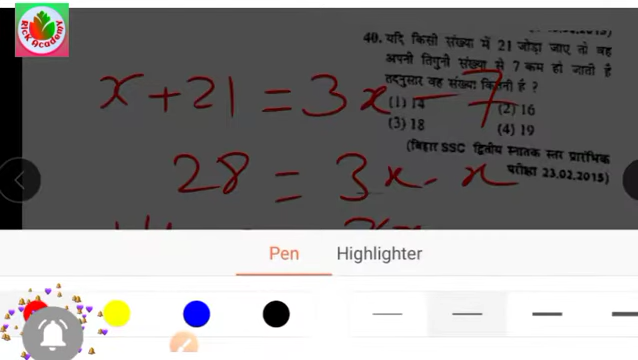 Rick Academy
40. यदि किसी संख्या में 21 जोड़ा जाए तो वह
अपनी तिगुनी संख्या से 7 कम हो जाती है
तद्नुसार वह संख्या कितनी है ?
(1) 14 (2) 16
(3) 18 (4) 19
(बिहार SSC द्वितीय स्नातक स्तर प्रारंभिक
परीक्षा 23.02.2015)
x + 21 = 3x - 7
28 = 3x - x
Pen Highlighter